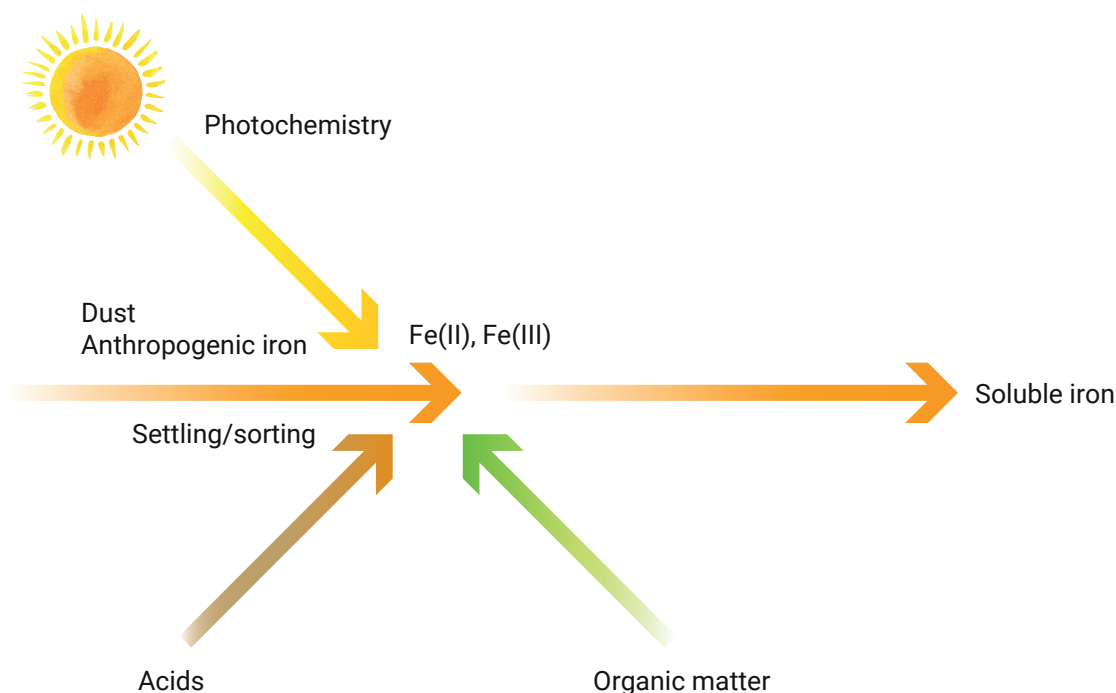 Photochemistry
Dust
Anthropogenic iron
Fe(II), Fe(III)
Soluble iron
Settling/sorting
Acids
Organic matter